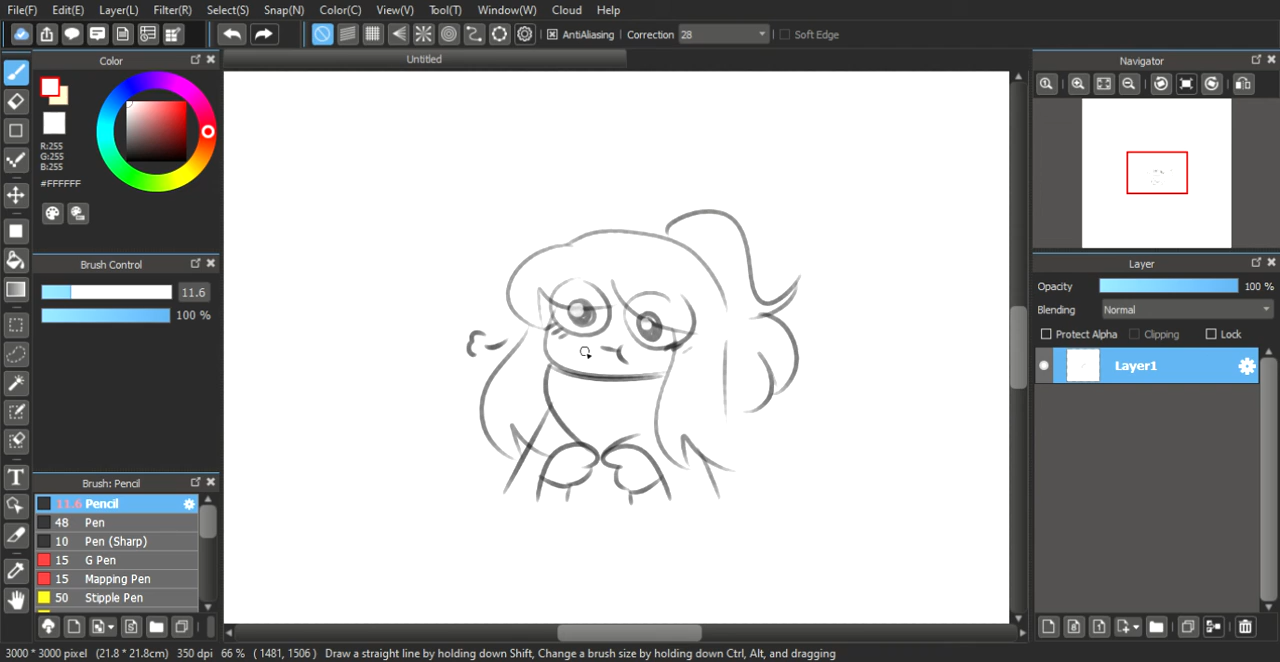 File(F) Edit(E) Layer(L) Filter(R) Select(S) Snap(N) Color(C) View(V) Tool(T) Window(W) Cloud Help
AntiAliasing Correction 28 Soft Edge
Color
Untitled
Navigator
R:255
G:255
B:255
#FFFFFF
Brush Control
11.6
100 %
Layer
Opacity 100 %
Blending Normal
Protect Alpha Clipping Lock
Layer1
Brush: Pencil
11.6 Pencil
48 Pen
10 Pen (Sharp)
15 G Pen
15 Mapping Pen
50 Stipple Pen
3000 * 3000 pixel (21.8 * 21.8cm) 350 dpi 66 % ( 1481, 1506 ) Draw a straight line by holding down Shift, Change a brush size by holding down Ctrl, Alt, and dragging